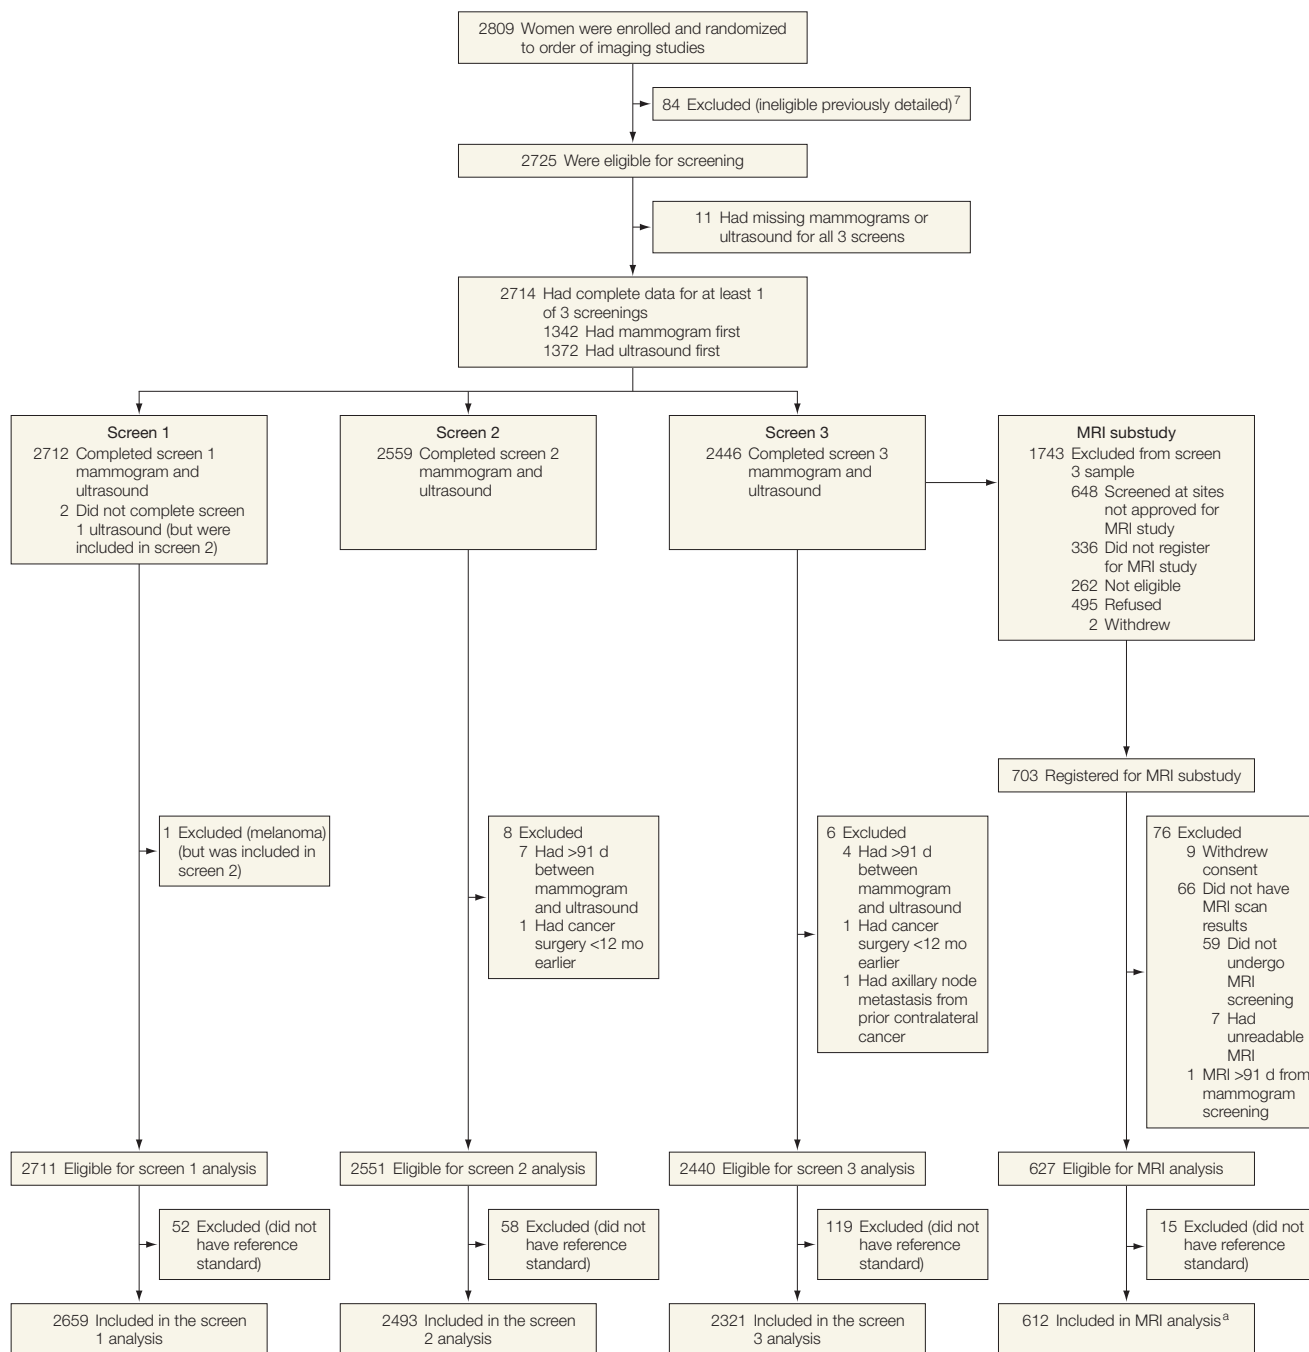 2809 Women were enrolled and randomized
to order of imaging studies
84 Excluded (ineligible previously detailed)7
2725 Were eligible for screening
11 Had missing mammograms or
ultrasound for all 3 screens
2714 Had complete data for at least 1
of 3 screenings
1342 Had mammogram first
1372 Had ultrasound first
Screen 1
2712 Completed screen 1
mammogram and
ultrasound
2 Did not complete screen
1 ultrasound (but were
included in screen 2)
Screen 2
2559 Completed screen 2
mammogram and
ultrasound
Screen 3
2446 Completed screen 3
mammogram and
ultrasound
MRI substudy
1743 Excluded from screen
3 sample
648 Screened at sites
not approved for
MRI study
336 Did not register
for MRI study
262 Not eligible
495 Refused
2 Withdrew
703 Registered for MRI substudy
1 Excluded (melanoma)
(but was included in
screen 2)
8 Excluded
7 Had >91 d
between
mammogram
and ultrasound
1 Had cancer
surgery <12 mo
earlier
6 Excluded
4 Had >91 d
between
mammogram
and ultrasound
1 Had cancer
surgery <12 mo
earlier
1 Had axillary node
metastasis from
prior contralateral
cancer
76 Excluded
9 Withdrew
consent
66 Did not have
MRI scan
results
59 Did not
undergo
MRI
screening
7 Had
unreadable
MRI
1 MRI >91 d from
mammogram
screening
2711 Eligible for screen 1 analysis
2551 Eligible for screen 2 analysis
2440 Eligible for screen 3 analysis
627 Eligible for MRI analysis
52 Excluded (did not
have reference
standard)
58 Excluded (did not
have reference
standard)
119 Excluded (did not
have reference
standard)
15 Excluded (did not
have reference
standard)
2659 Included in the screen
1 analysis
2493 Included in the screen
2 analysis
2321 Included in the screen
3 analysis
612 Included in MRI analysisa